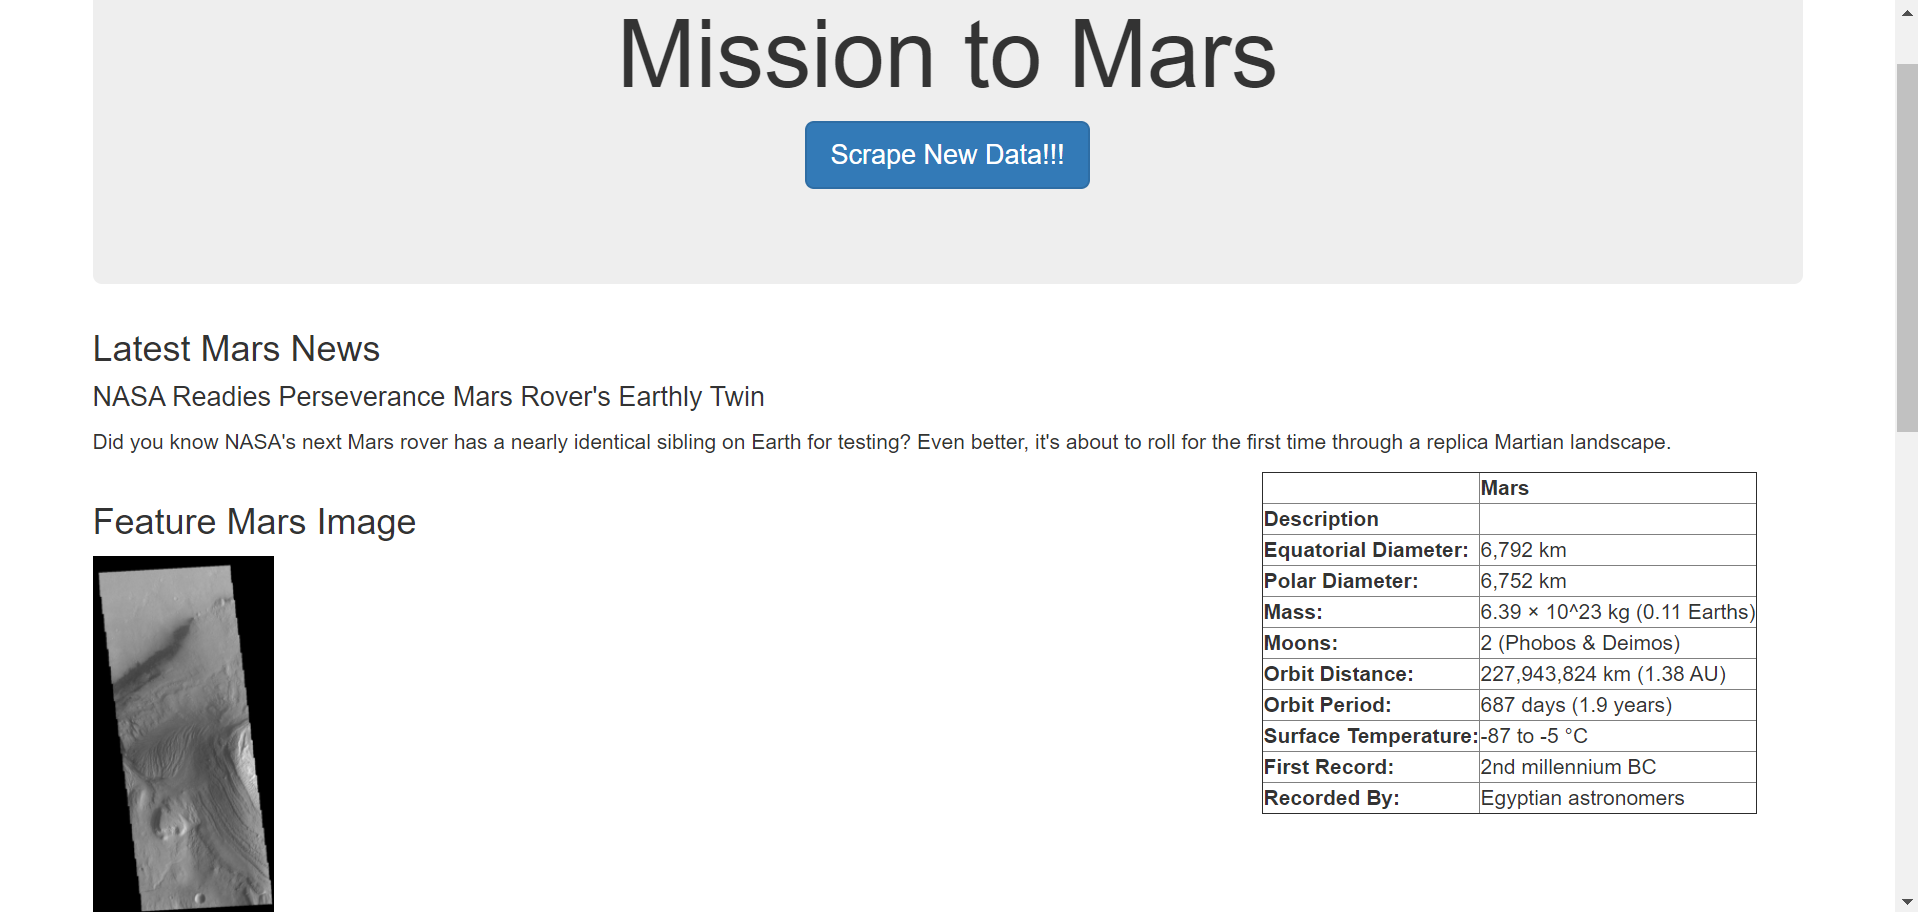 Mission to Mars
Scrape New Data!!!
Latest Mars News
NASA Readies Perseverance Mars Rover's Earthly Twin
Did you know NASA's next Mars rover has a nearly identical sibling on Earth for testing? Even better, it's about to roll for the first time through a replica Martian landscape.
Feature Mars Image
Mars
Description
Equatorial Diameter: 6,792 km
Polar Diameter: 6,752 km
Mass: 6.39 × 10^23 kg (0.11 Earths)
Moons: 2 (Phobos & Deimos)
Orbit Distance: 227,943,824 km (1.38 AU)
Orbit Period: 687 days (1.9 years)
Surface Temperature: -87 to -5 °C
First Record: 2nd millennium BC
Recorded By: Egyptian astronomers